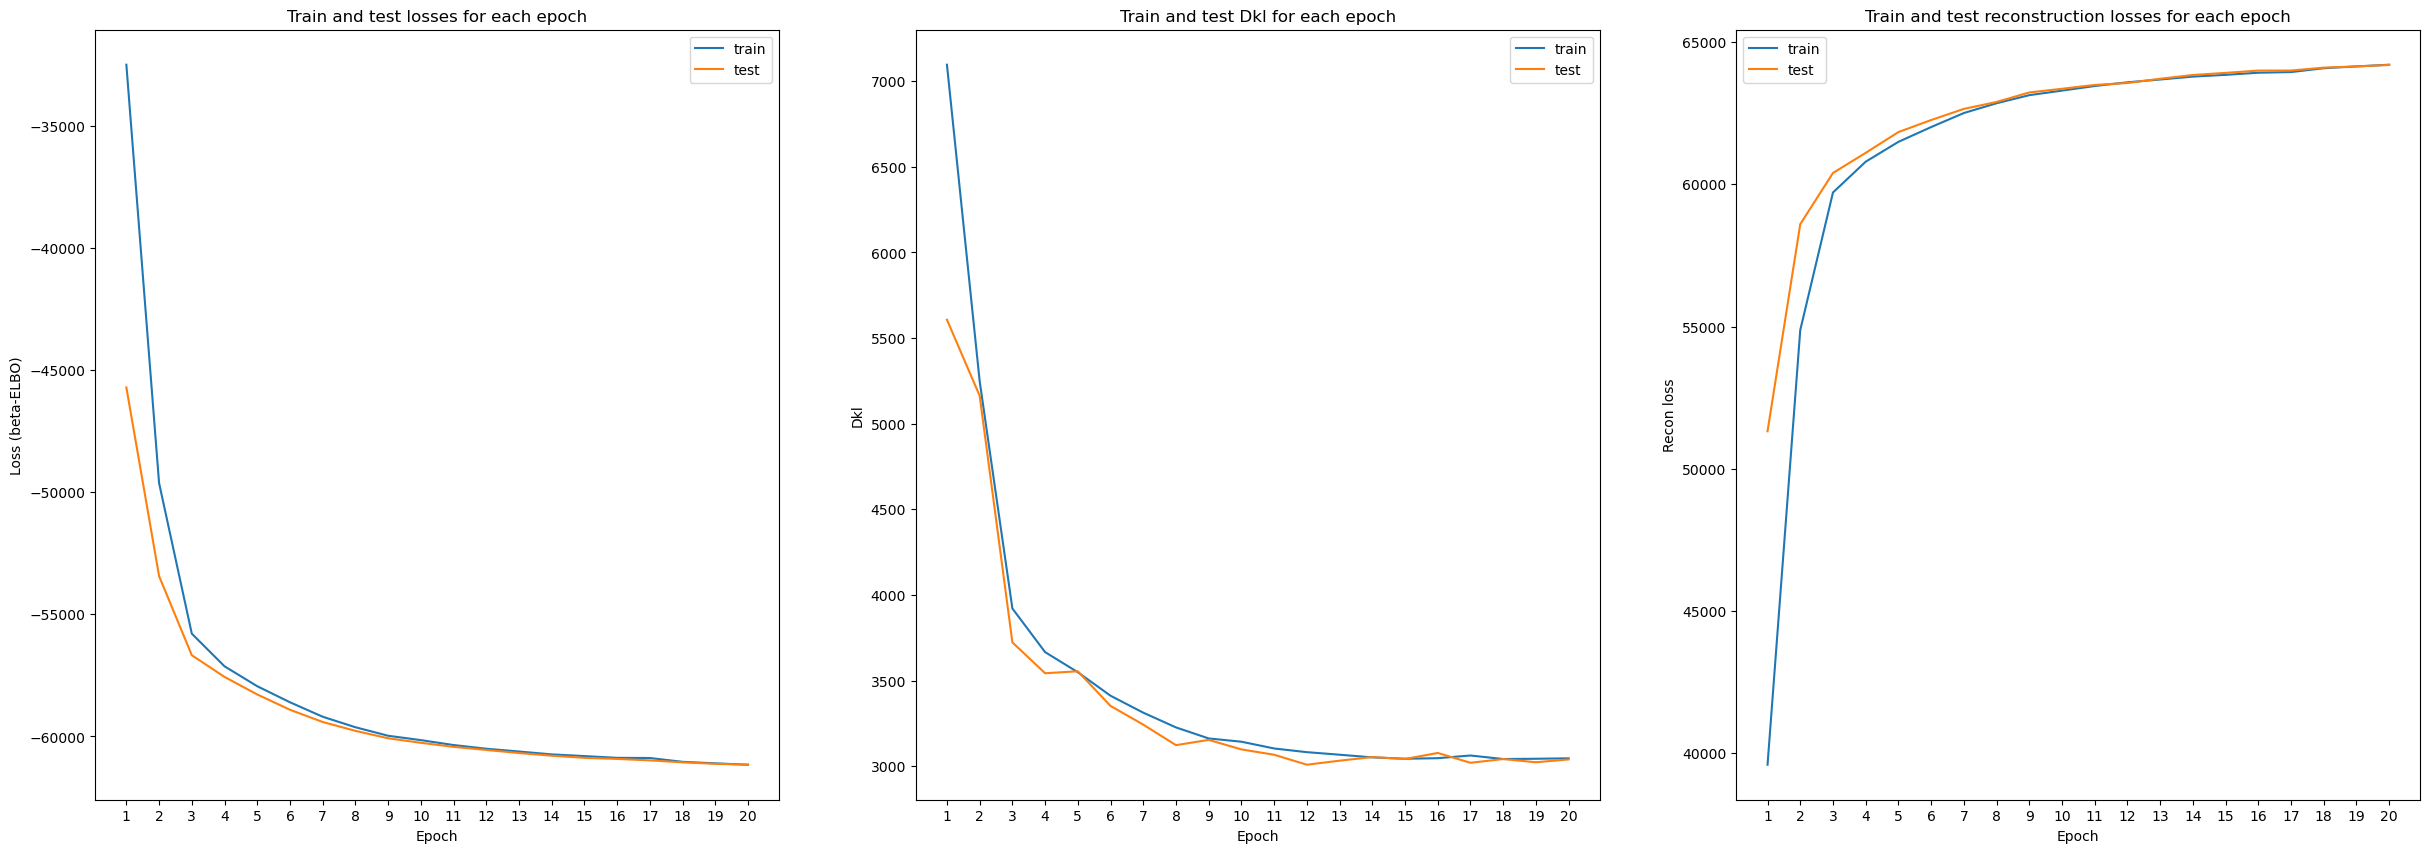 Train and test losses for each epoch
train
test
Loss (beta-ELBO)
−35000
−40000
−45000
−50000
−55000
−60000
1 2 3 4 5 6 7 8 9 10 11 12 13 14 15 16 17 18 19 20
Epoch
Train and test Dkl for each epoch
train
test
Dkl
7000
6500
6000
5500
5000
4500
4000
3500
3000
1 2 3 4 5 6 7 8 9 10 11 12 13 14 15 16 17 18 19 20
Epoch
Train and test reconstruction losses for each epoch
train
test
Recon loss
65000
60000
55000
50000
45000
40000
1 2 3 4 5 6 7 8 9 10 11 12 13 14 15 16 17 18 19 20
Epoch